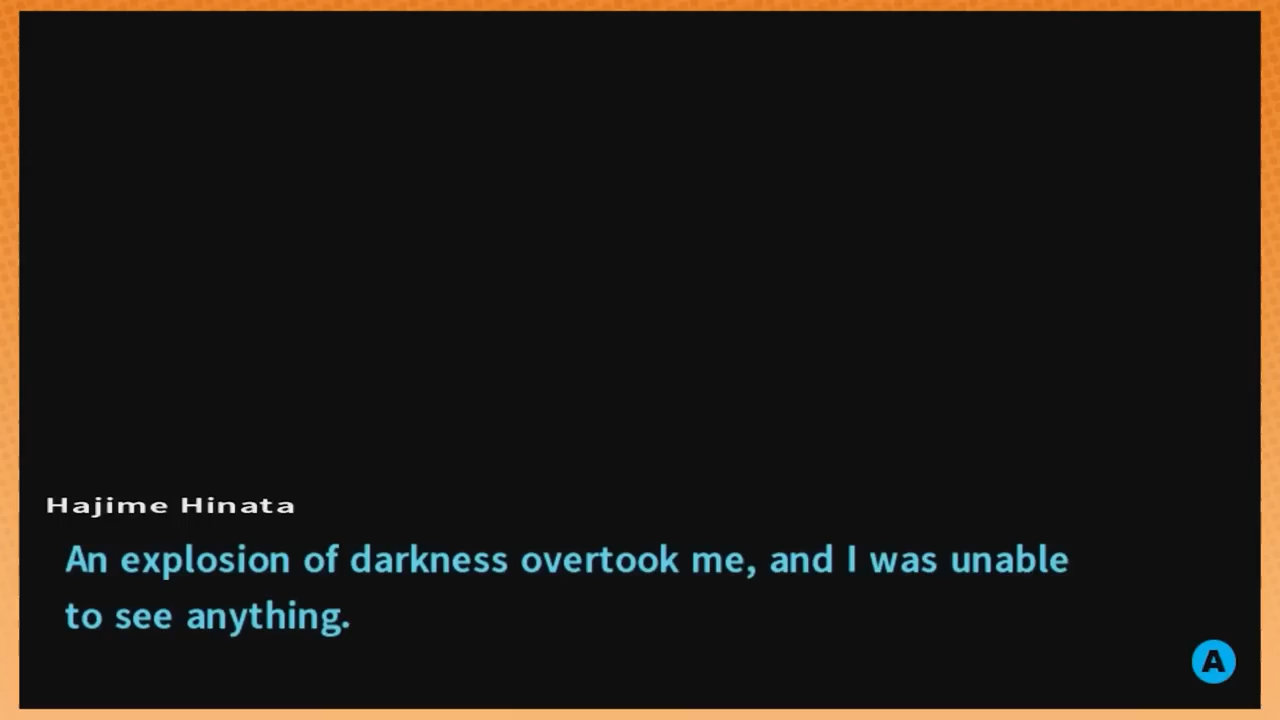 Hajime Hinata
An explosion of darkness overtook me, and I was unable
to see anything.
A